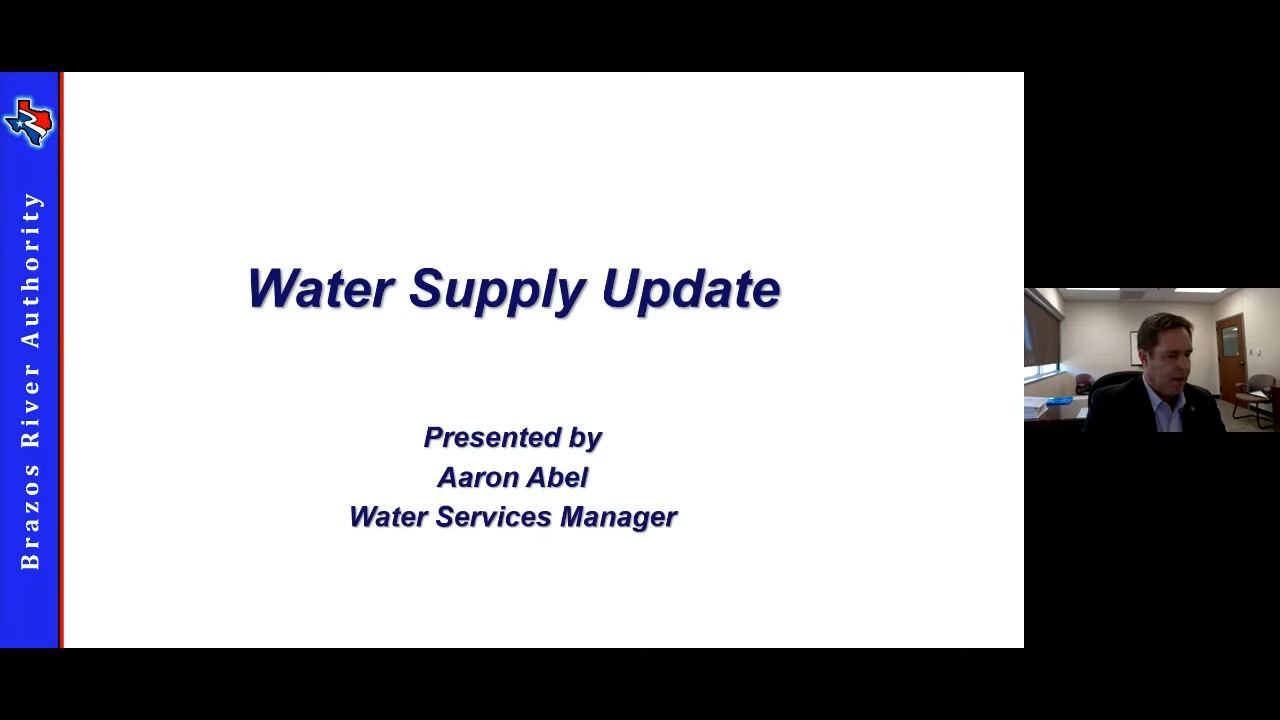 Brazos River Authority
Water Supply Update
Presented by
Aaron Abel
Water Services Manager